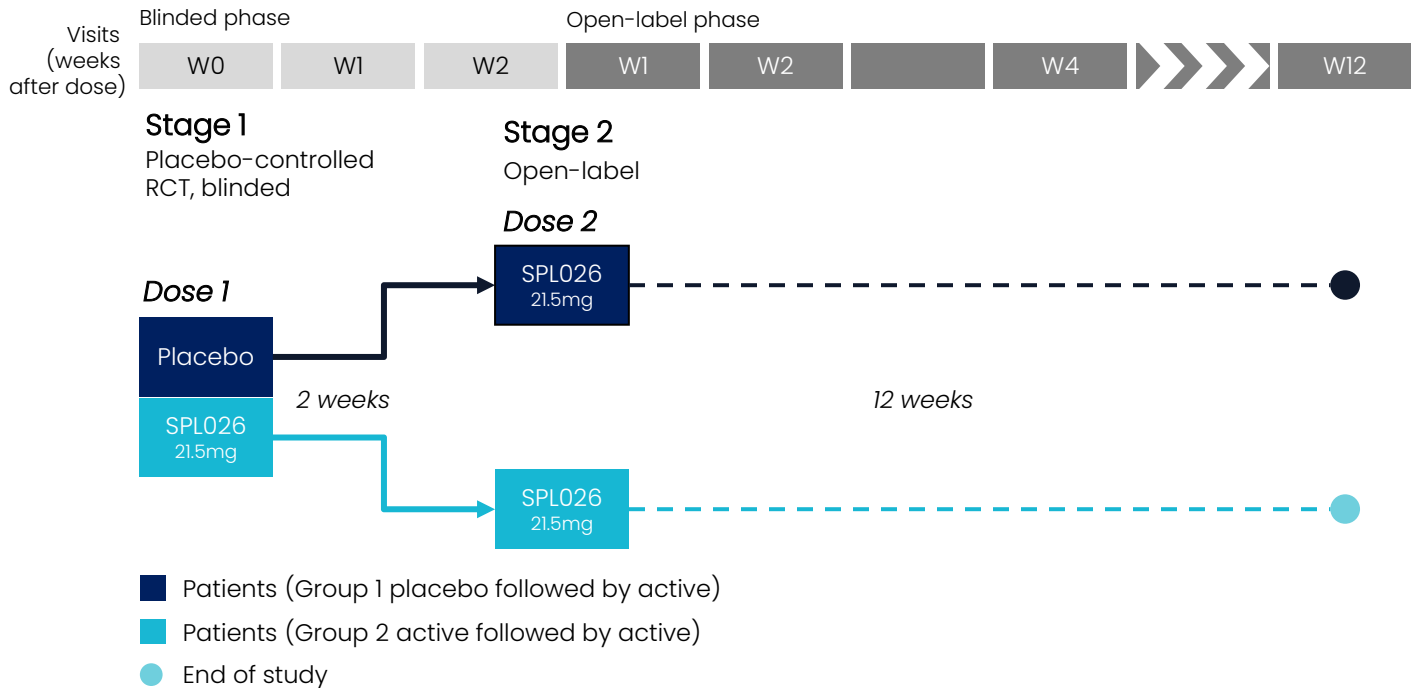 Blinded phase
Open-label phase
Visits
(weeks
after dose)
W0
W1
W2
W1
W2
W4
W12
Stage 1
Placebo-controlled
RCT, blinded
Stage 2
Open-label
Dose 2
SPL026
21.5mg
Dose 1
Placebo
SPL026
21.5mg
2 weeks
12 weeks
SPL026
21.5mg
Patients (Group 1 placebo followed by active)
Patients (Group 2 active followed by active)
End of study